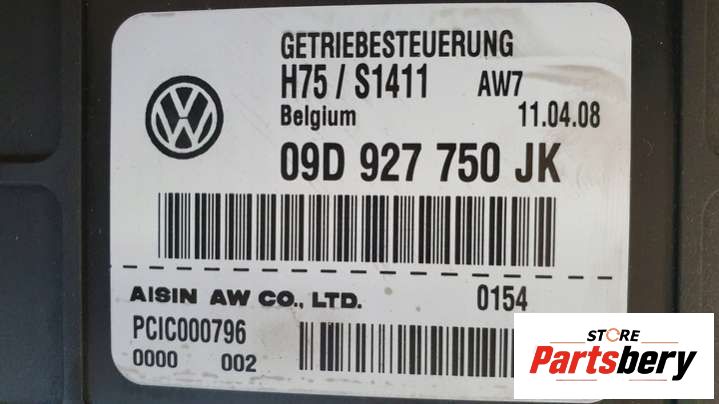 GETRIEBESTEUERUNG
H75 / S1411 AW7
Belgium 11.04.08
09D 927 750 JK
AISIN AW CO., LTD. 0154
PCIC000796
0000 002
STORE
Partsbery